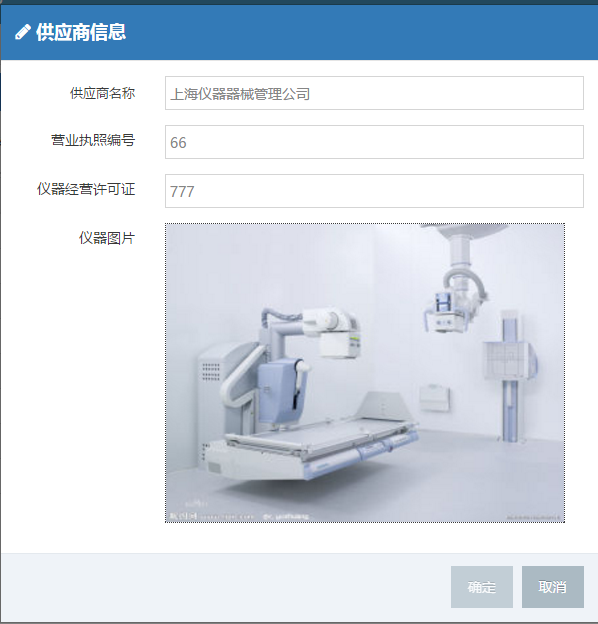 供应商信息
供应商名称
上海仪器器械管理公司
营业执照编号
66
仪器经营许可证
777
仪器图片
确定
取消